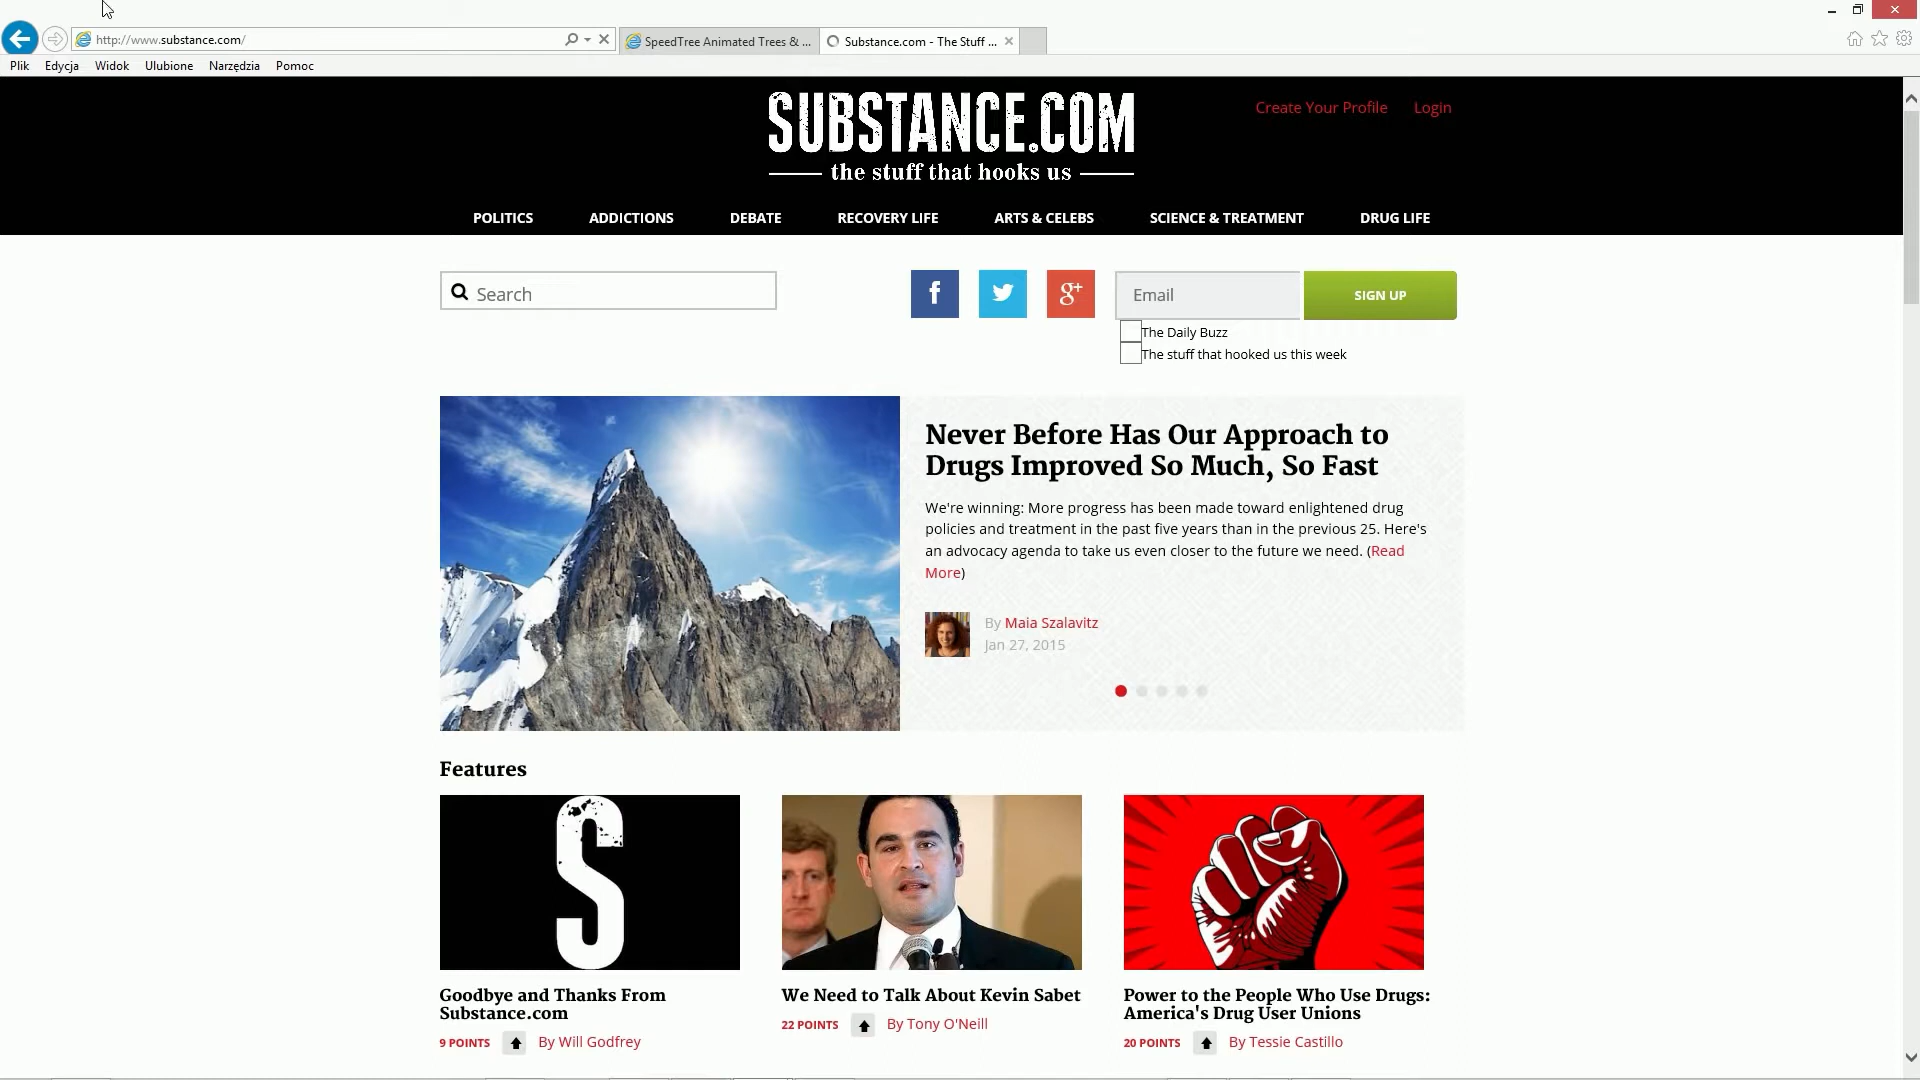 http://www.substance.com/
SpeedTree Animated Trees & ...
Substance.com - The Stuff ...
Plik Edycja Widok Ulubione Narzędzia Pomoc
SUBSTANCE.COM
the stuff that hooks us
Create Your Profile Login
POLITICS ADDICTIONS DEBATE RECOVERY LIFE ARTS & CELEBS SCIENCE & TREATMENT DRUG LIFE
Search
f
g+
Email
SIGN UP
The Daily Buzz
The stuff that hooked us this week
Never Before Has Our Approach to
Drugs Improved So Much, So Fast
We're winning: More progress has been made toward enlightened drug
policies and treatment in the past five years than in the previous 25. Here's
an advocacy agenda to take us even closer to the future we need. (Read
More)
By Maia Szalavitz
Jan 27, 2015
Features
S
Goodbye and Thanks From
Substance.com
9 POINTS By Will Godfrey
We Need to Talk About Kevin Sabet
22 POINTS By Tony O'Neill
Power to the People Who Use Drugs:
America's Drug User Unions
20 POINTS By Tessie Castillo